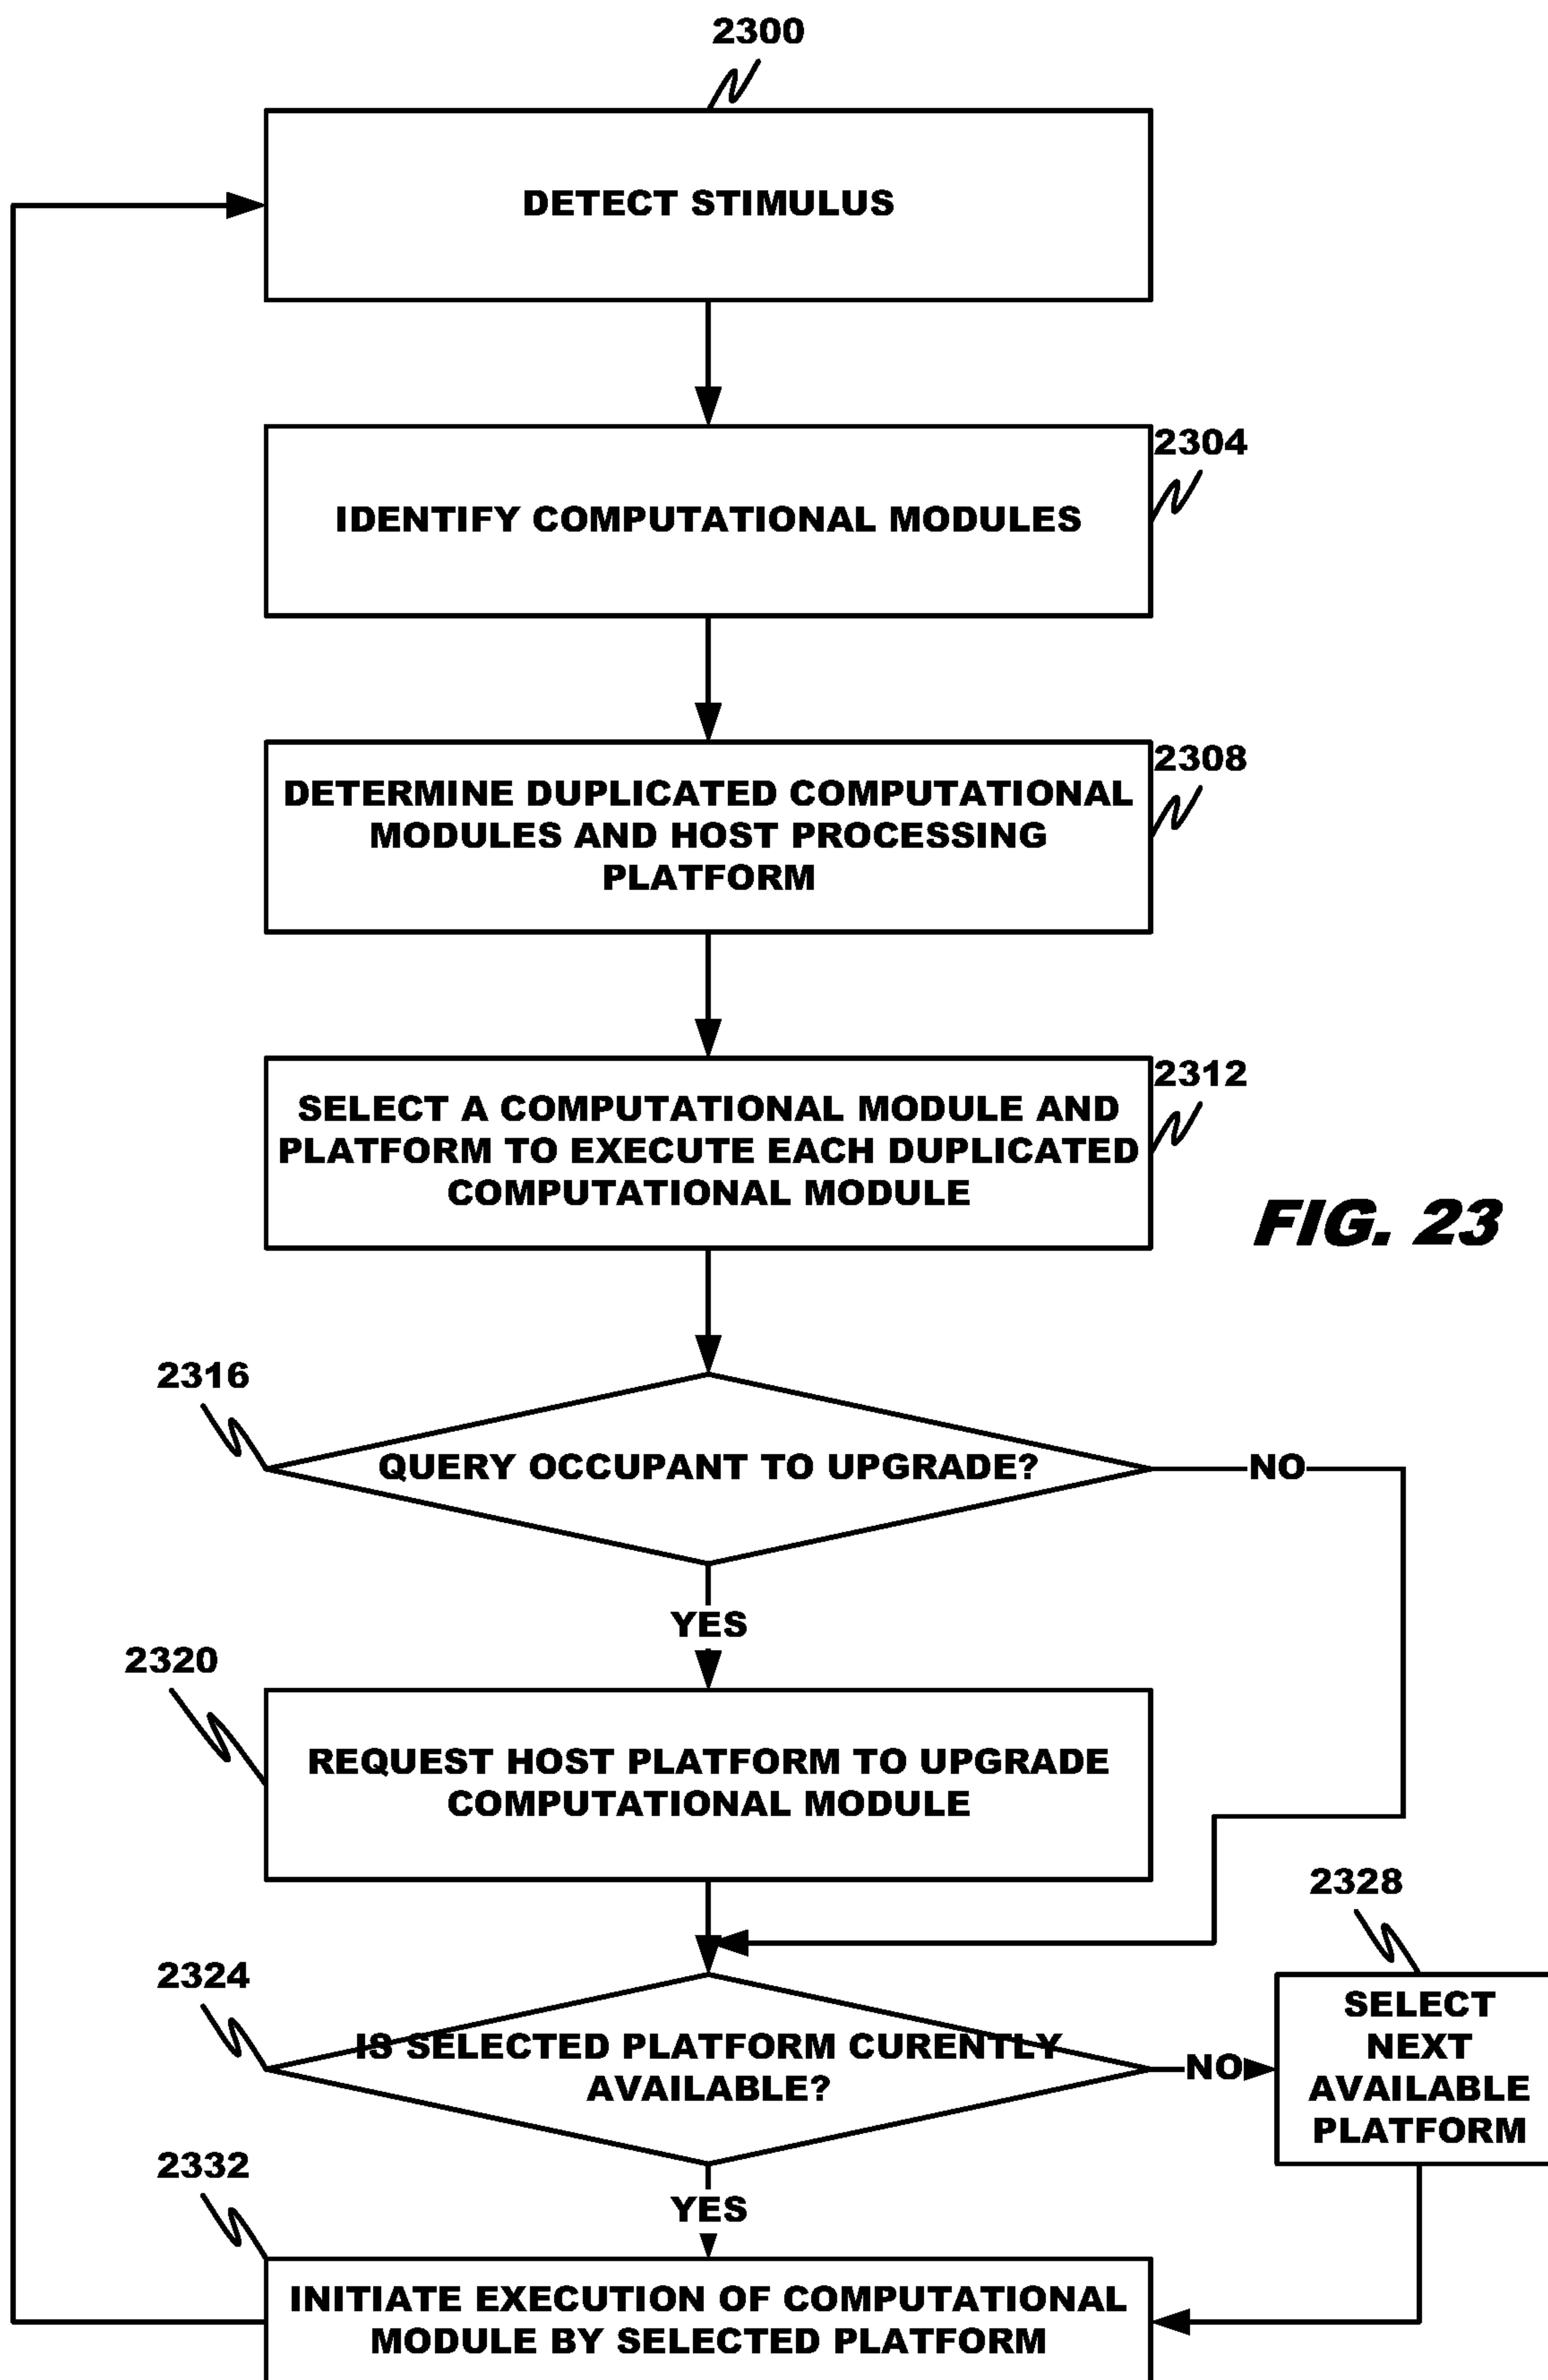 2300
DETECT STIMULUS
2304
IDENTIFY COMPUTATIONAL MODULES
2308
DETERMINE DUPLICATED COMPUTATIONAL
MODULES AND HOST PROCESSING
PLATFORM
2312
SELECT A COMPUTATIONAL MODULE AND
PLATFORM TO EXECUTE EACH DUPLICATED
COMPUTATIONAL MODULE
FIG. 23
2316
QUERY OCCUPANT TO UPGRADE?
NO
YES
2320
REQUEST HOST PLATFORM TO UPGRADE
COMPUTATIONAL MODULE
2324
IS SELECTED PLATFORM CURENTLY
AVAILABLE?
NO
2328
SELECT
NEXT
AVAILABLE
PLATFORM
YES
2332
INITIATE EXECUTION OF COMPUTATIONAL
MODULE BY SELECTED PLATFORM